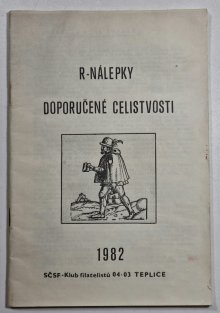 R-NÁLEPKY
DOPORUČENÉ CELISTVOSTI
1982
SČSF-Klub filatelistů 04-03 TEPLICE